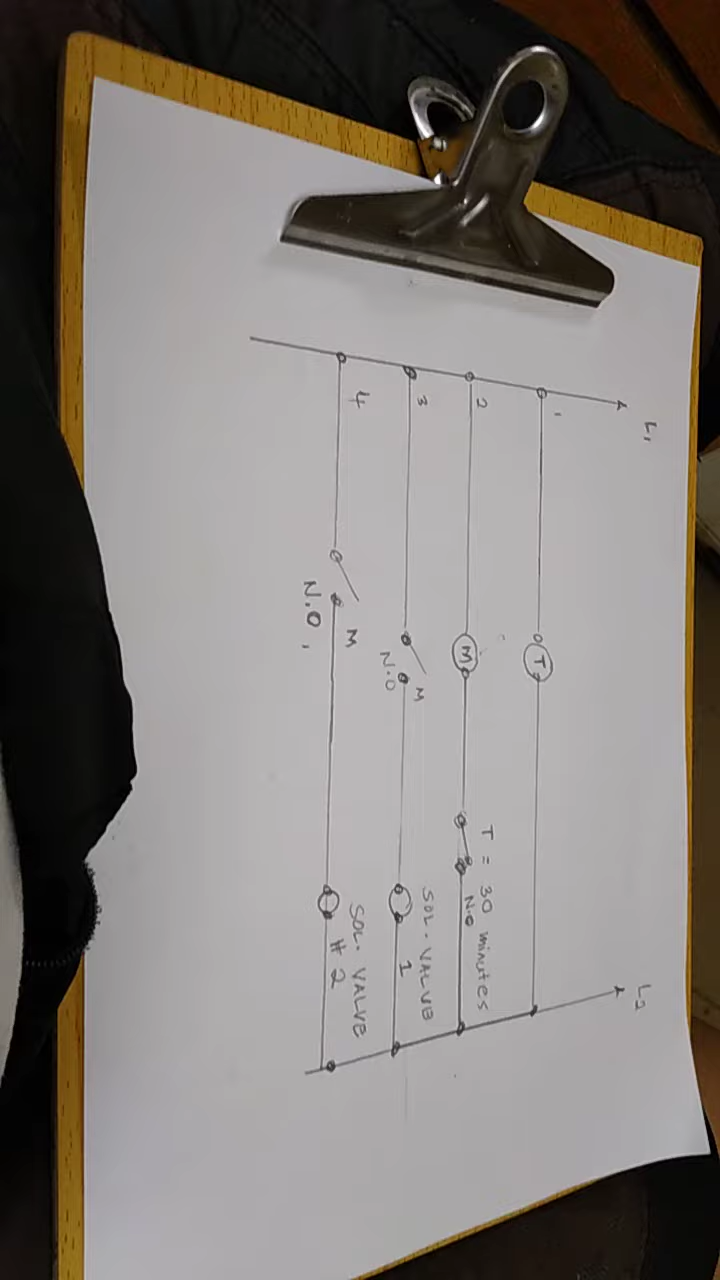 L1 L2
1 T
2 M T = 30 minutes
N.O
3 M SOL. VALVE
N.O 1
4 M SOL. VALVE
N.O, # 2